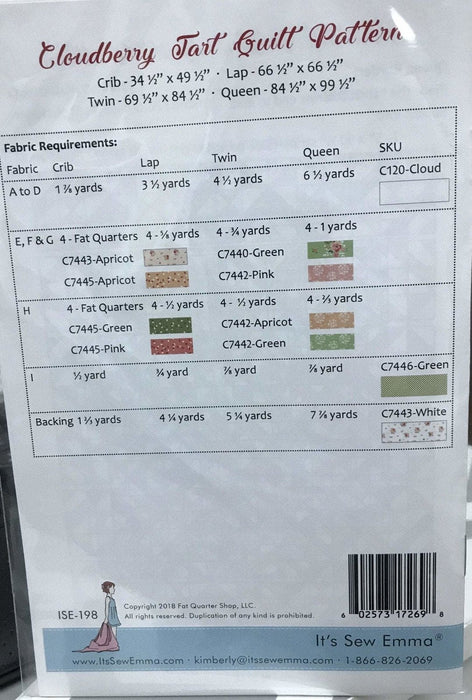 Cloudberry Tart Quilt Pattern
Crib - 34 ½” x 49 ½” · Lap - 66 ½” x 66 ½”
Twin - 69 ½” x 84 ½” · Queen - 84 ½” x 99 ½”
Fabric Requirements:
Fabric Crib Lap Twin Queen SKU
A to D 3 ½ yards 4 ½ yards 6 ½ yards C120-Cloud
E, F & G 4 - Fat Quarters 4 - ⅝ yards 4 - ¾ yards 4 - 1 yards
C7443-Apricot C7440-Green
C7445-Apricot C7442-Pink
H 4 - Fat Quarters 4 - ½ yards 4 - ½ yards 4 - ⅔ yards
C7445-Green C7442-Apricot
C7445-Pink C7442-Green
I ½ yard ¾ yard ⅞ yard ⅞ yard C7446-Green
Backing 4 ¼ yards 5 ¼ yards 7 ⅞ yards C7443-White
ISE-198
Copyright 2018 Fat Quarter Shop, LLC.
All rights reserved. Duplication of any kind is prohibited.
6 02573 17269 8
It's Sew Emma®
www.ItsSewEmma.com · kimberly@itssewemma.com · 1-866-826-2069